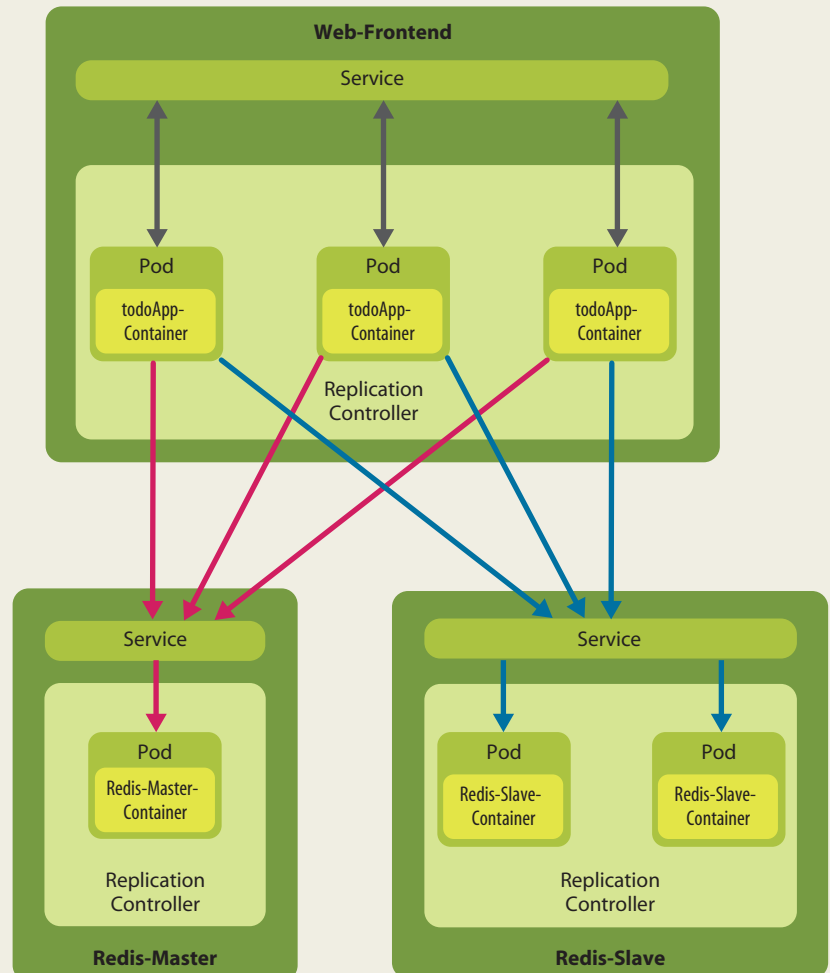 Web-Frontend
Service
Pod
todoApp-
Container
Pod
todoApp-
Container
Pod
todoApp-
Container
Replication
Controller
Service
Pod
Redis-Master-
Container
Replication
Controller
Redis-Master
Service
Pod
Redis-Slave-
Container
Pod
Redis-Slave-
Container
Replication
Controller
Redis-Slave